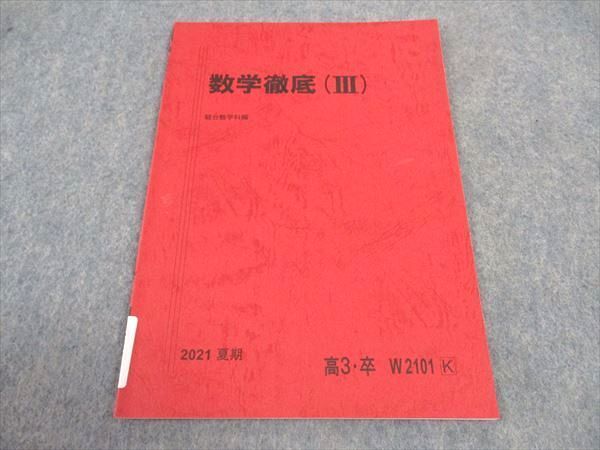 数学徹底(Ⅲ)
駿台数学科編
2021 夏期
高3・卒 W2101 K